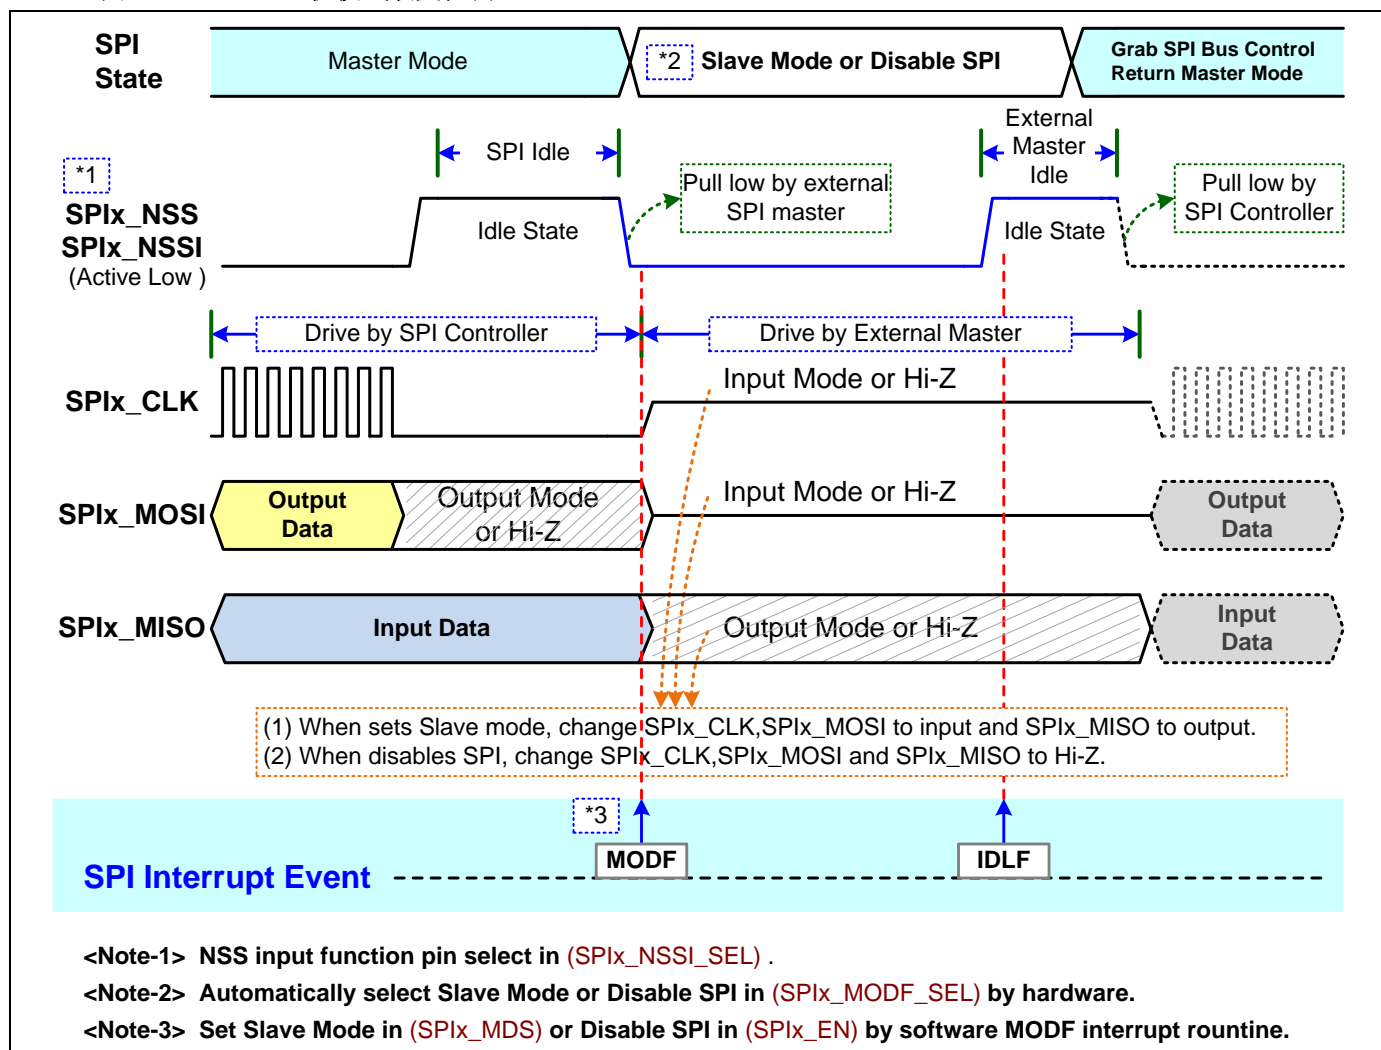 SPI
State
Master Mode
*2 Slave Mode or Disable SPI
Grab SPI Bus Control
Return Master Mode
*1
SPIx_NSS
SPIx_NSSI
(Active Low )
SPI Idle
Idle State
Pull low by external
SPI master
External
Master
Idle
Idle State
Pull low by
SPI Controller
Drive by SPI Controller
Drive by External Master
SPIx_CLK
Input Mode or Hi-Z
SPIx_MOSI
Output
Data
Output Mode
or Hi-Z
Input Mode or Hi-Z
Output
Data
SPIx_MISO
Input Data
Output Mode or Hi-Z
Input
Data
(1) When sets Slave mode, change SPIx_CLK,SPIx_MOSI to input and SPIx_MISO to output.
(2) When disables SPI, change SPIx_CLK,SPIx_MOSI and SPIx_MISO to Hi-Z.
*3
SPI Interrupt Event
MODF
IDLF
<Note-1> NSS input function pin select in (SPIx_NSSI_SEL) .
<Note-2> Automatically select Slave Mode or Disable SPI in (SPIx_MODF_SEL) by hardware.
<Note-3> Set Slave Mode in (SPIx_MDS) or Disable SPI in (SPIx_EN) by software MODF interrupt rountine.